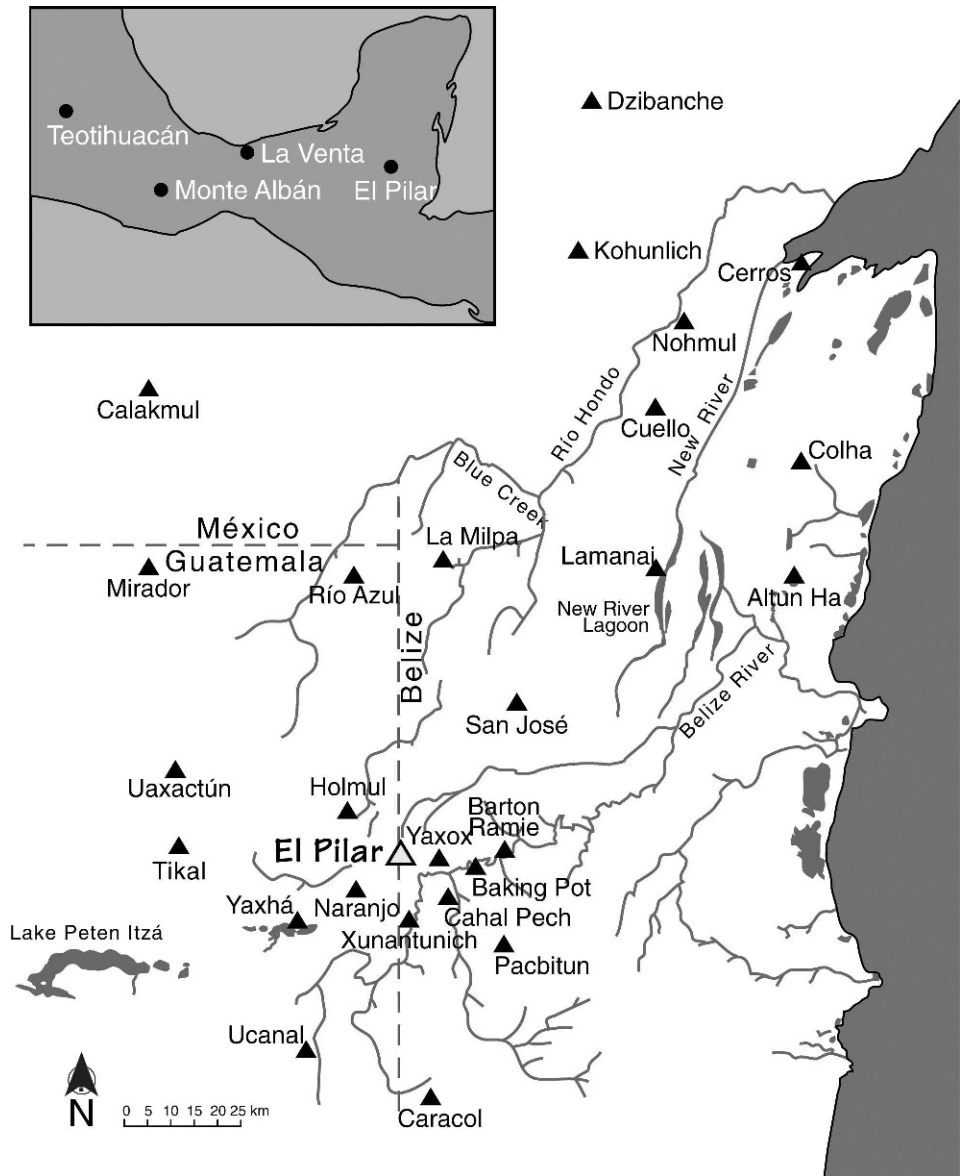 Teotihuacán
La Venta
Monte Albán
El Pilar
Dzibanche
Kohunlich
Cerros
Nohmul
Río Hondo
New River
Calakmul
Cuello
Colha
Blue Creek
México
Guatemala
La Milpa
Mirador
Río Azul
Lamanai
Altun Ha
New River
Lagoon
Belize
San José
Belize River
Uaxactún
Holmul
Barton
Ramie
Yaxox
El Pilar
Tikal
Baking Pot
Yaxhá
Naranjo
Cahal Pech
Xunantunich
Lake Peten Itzá
Pacbitun
Ucanal
N
0 5 10 15 20 25 km
Caracol